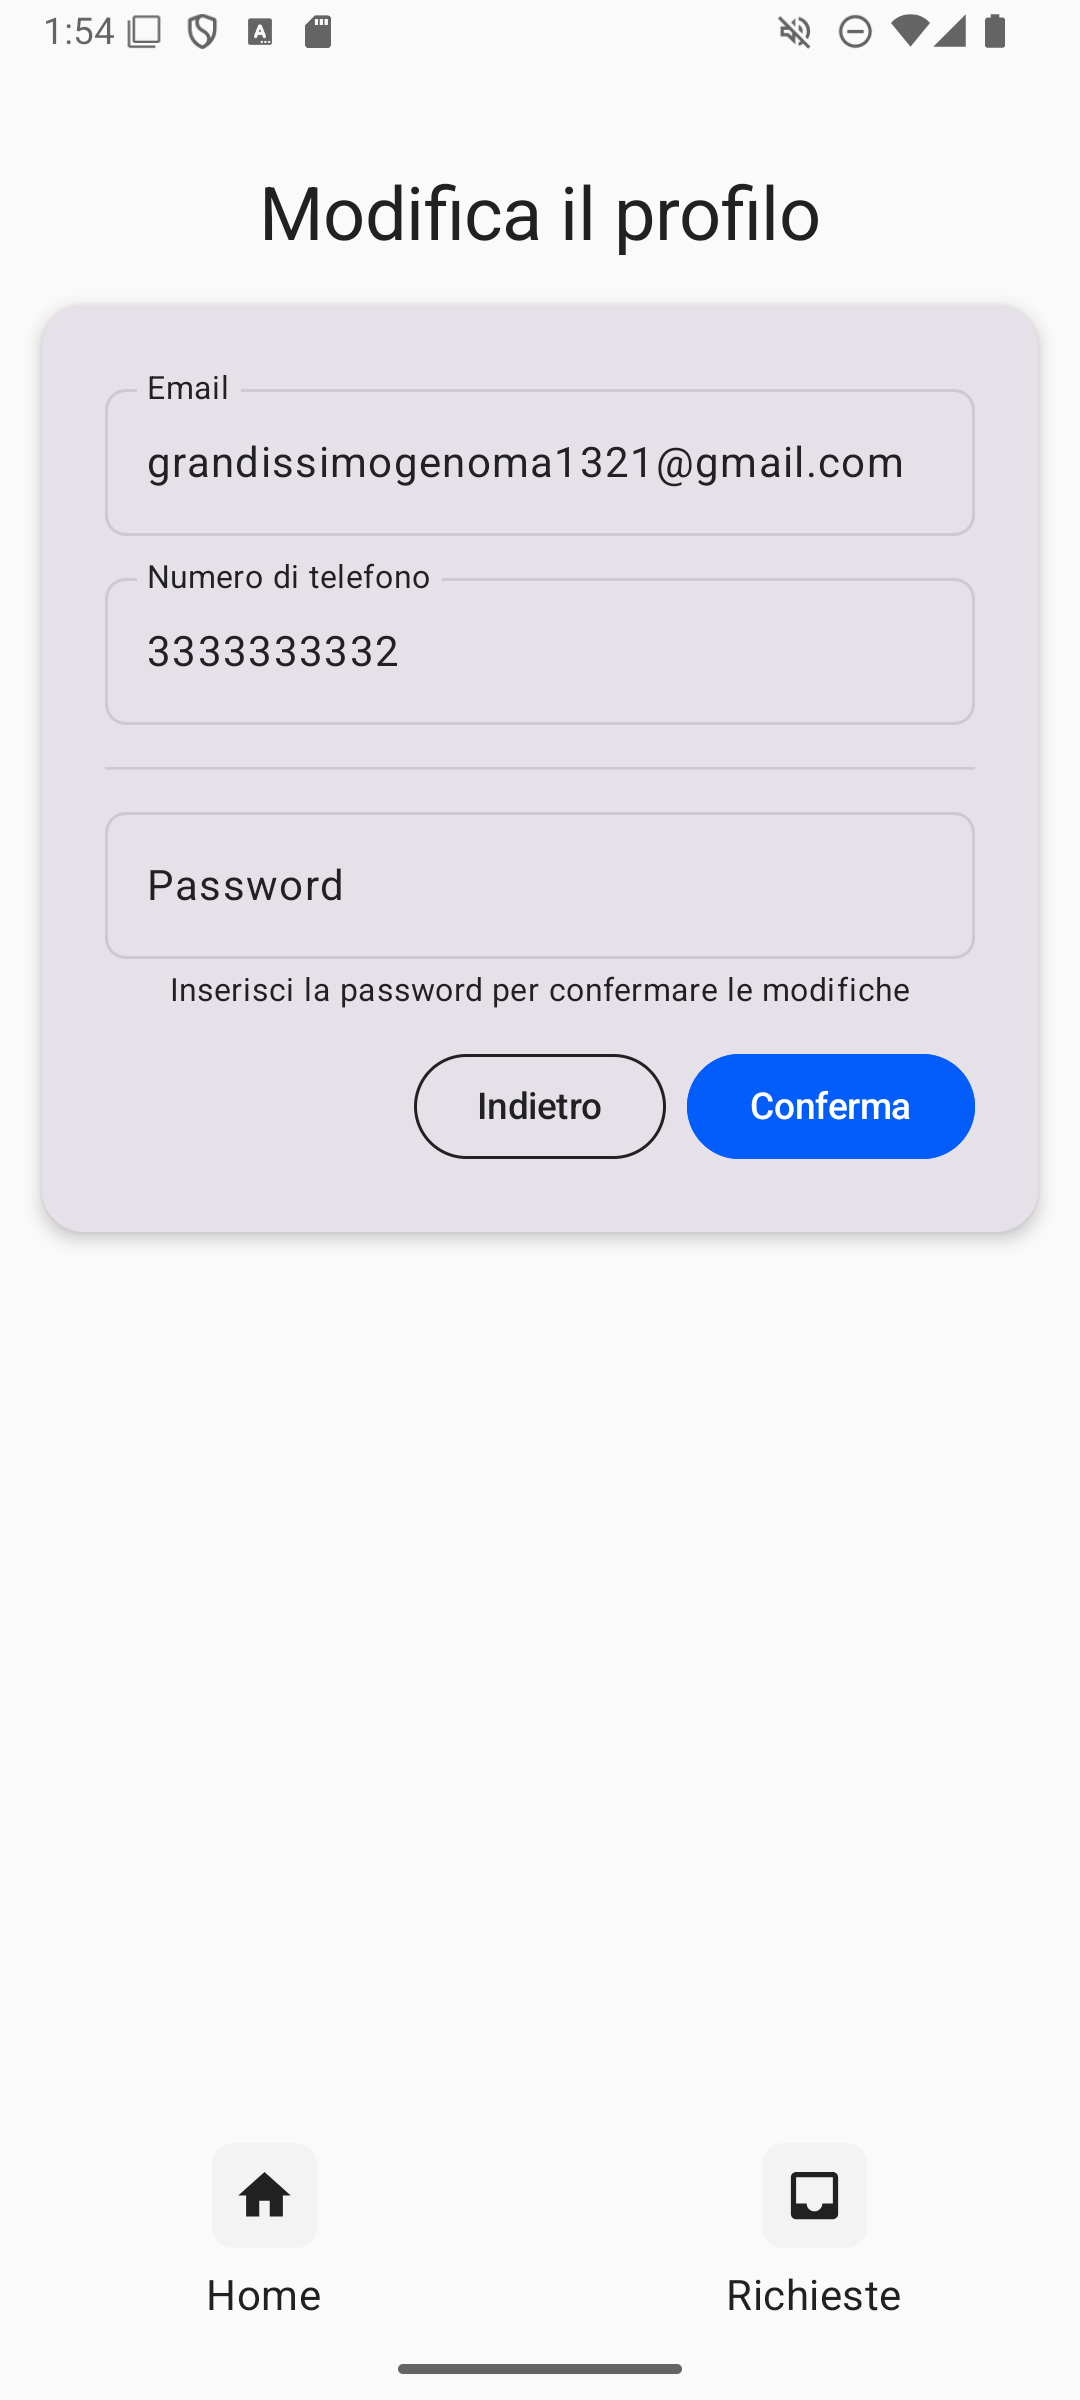 1:54
Modifica il profilo
Email
grandissimogenoma1321@gmail.com
Numero di telefono
3333333332
Password
Inserisci la password per confermare le modifiche
Indietro
Conferma
Home
Richieste